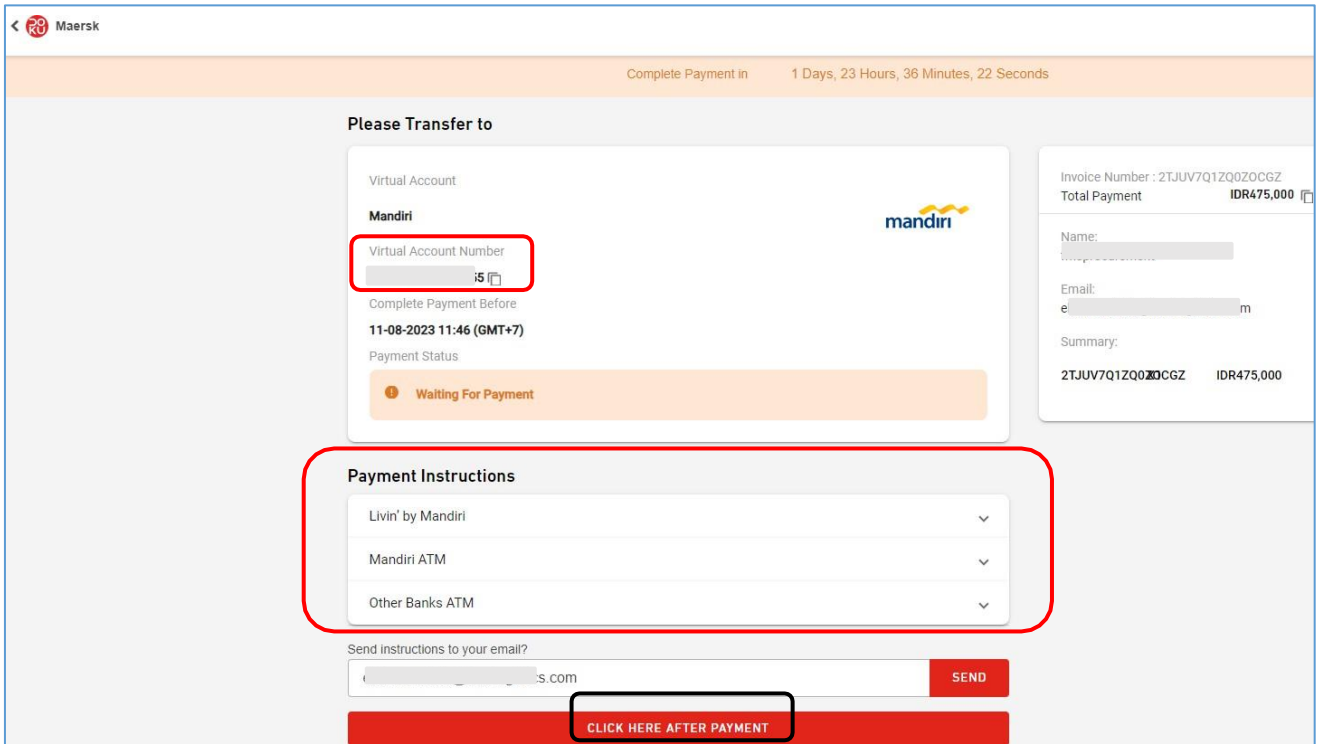 DOKU Maersk
Complete Payment in 1 Days, 23 Hours, 36 Minutes, 22 Seconds
Please Transfer to
Virtual Account
Mandiri
mandırı
Virtual Account Number
55
Complete Payment Before
11-08-2023 11:46 (GMT+7)
Payment Status
Waiting For Payment
Invoice Number : 2TJUV7Q1ZQ0ZOCGZ
Total Payment IDR475,000
Name:
Email:
e m
Summary:
IDR475,000
Payment Instructions
Livin' by Mandiri
Mandiri ATM
Other Banks ATM
Send instructions to your email?
s.com
SEND
CLICK HERE AFTER PAYMENT